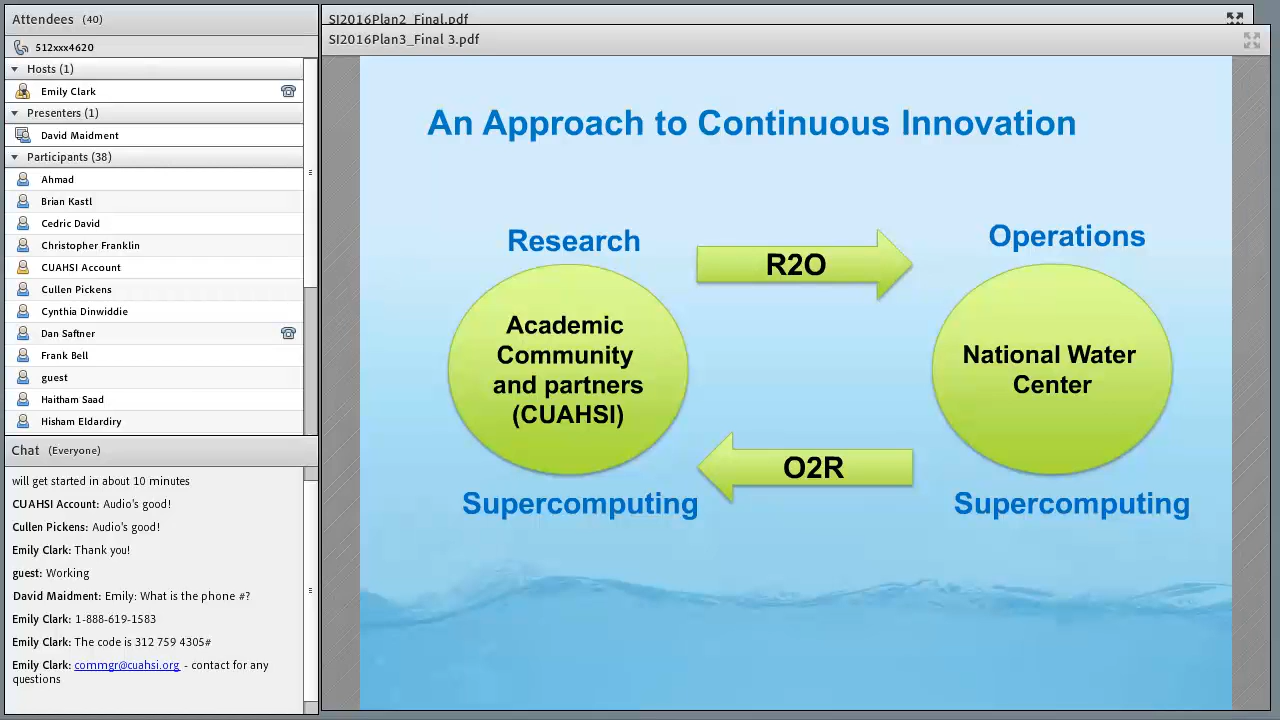 Attendees (40)
512xxx4620
Hosts (1)
Emily Clark
Presenters (1)
David Maidment
Participants (38)
Ahmad
Brian Kastl
Cedric David
Christopher Franklin
CUAHSI Account
Cullen Pickens
Cynthia Dinwiddie
Dan Saftner
Frank Bell
guest
Haitham Saad
Hisham Eldardiry
Chat (Everyone)
will get started in about 10 minutes
CUAHSI Account: Audio's good!
Cullen Pickens: Audio's good!
Emily Clark: Thank you!
guest: Working
David Maidment: Emily: What is the phone #?
Emily Clark: 1-888-619-1583
Emily Clark: The code is 312 759 4305#
Emily Clark: commgr@cuahsi.org - contact for any
questions
SI2016Plan2_Final.pdf
SI2016Plan3_Final 3.pdf
An Approach to Continuous Innovation
Research
R2O
Operations
Academic
Community
and partners
(CUAHSI)
National Water
Center
O2R
Supercomputing
Supercomputing